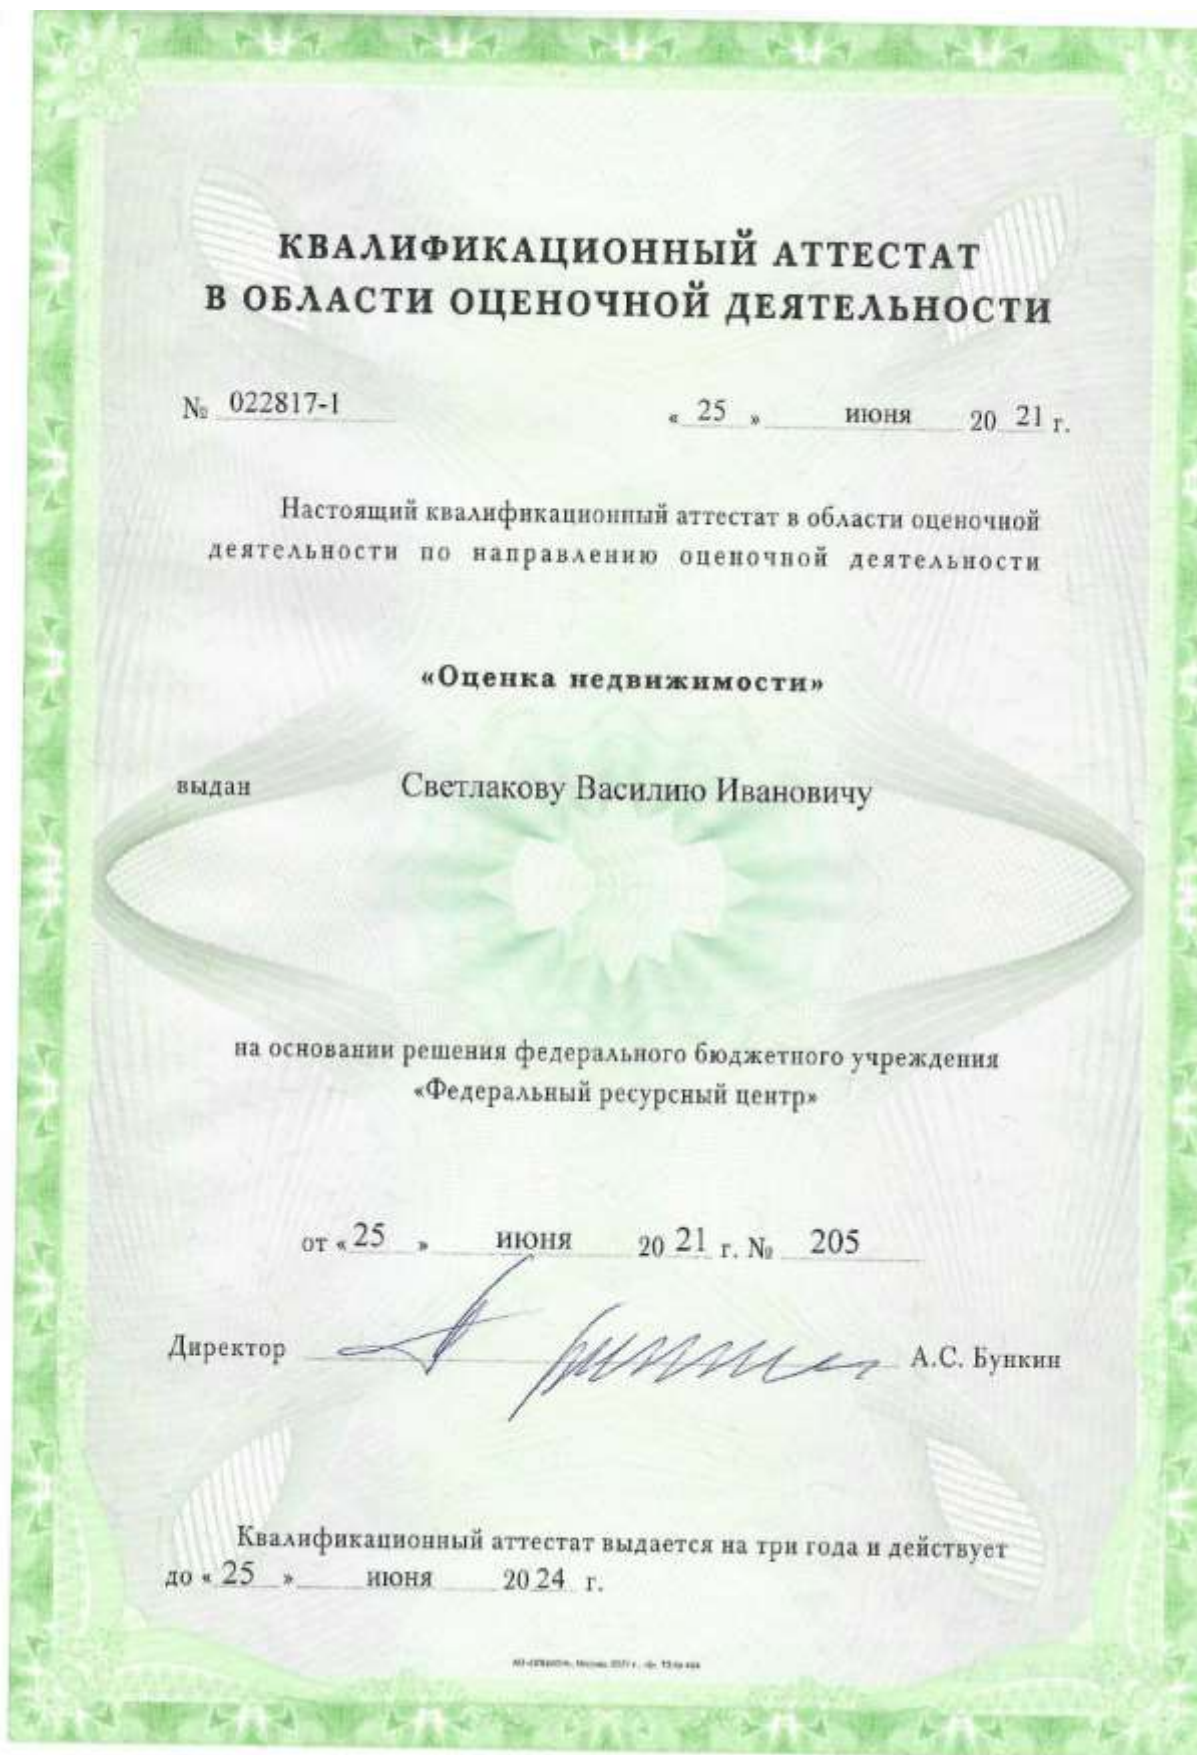 КВАЛИФИКАЦИОННЫЙ АТТЕСТАТ
В ОБЛАСТИ ОЦЕНОЧНОЙ ДЕЯТЕЛЬНОСТИ
№ 022817-1 « 25 » июня 20 21 г.
Настоящий квалификационный аттестат в области оценочной
деятельности по направлению оценочной деятельности
«Оценка недвижимости»
выдан Светлакову Василию Ивановичу
на основании решения федерального бюджетного учреждения
«Федеральный ресурсный центр»
от « 25 » июня 20 21 г. № 205
Директор А.С. Бункин
Квалификационный аттестат выдается на три года и действует
до « 25 » июня 20 24 г.